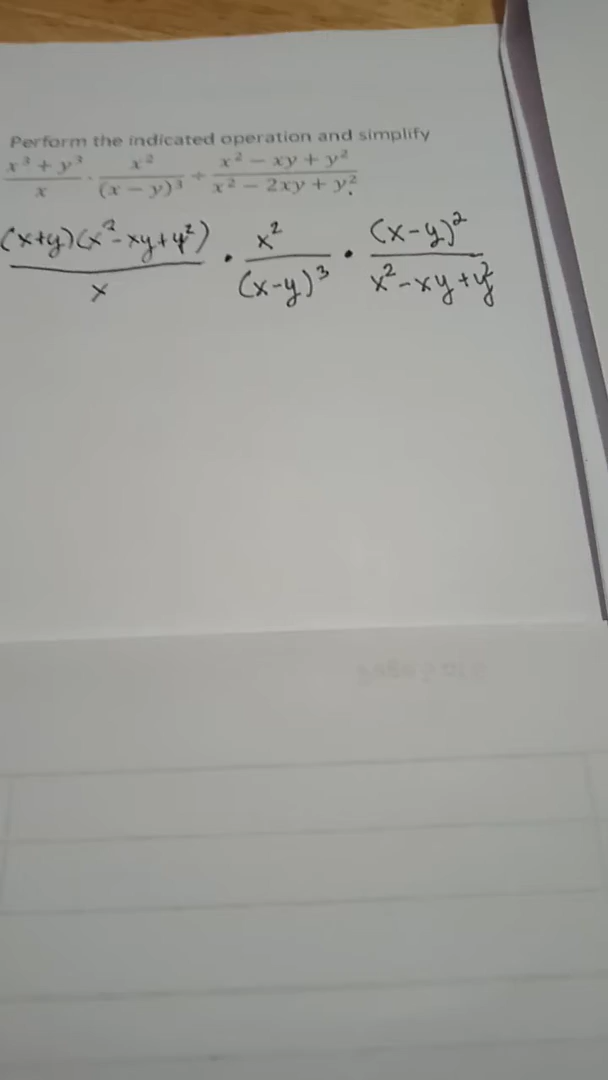 Perform the indicated operation and simplify
x³ + y³ / x · x² / (x − y)³ ÷ x² − xy + y² / x² − 2xy + y²
(x+y)(x²-xy+y²) / x · x² / (x-y)³ · (x-y)² / x²-xy+y²